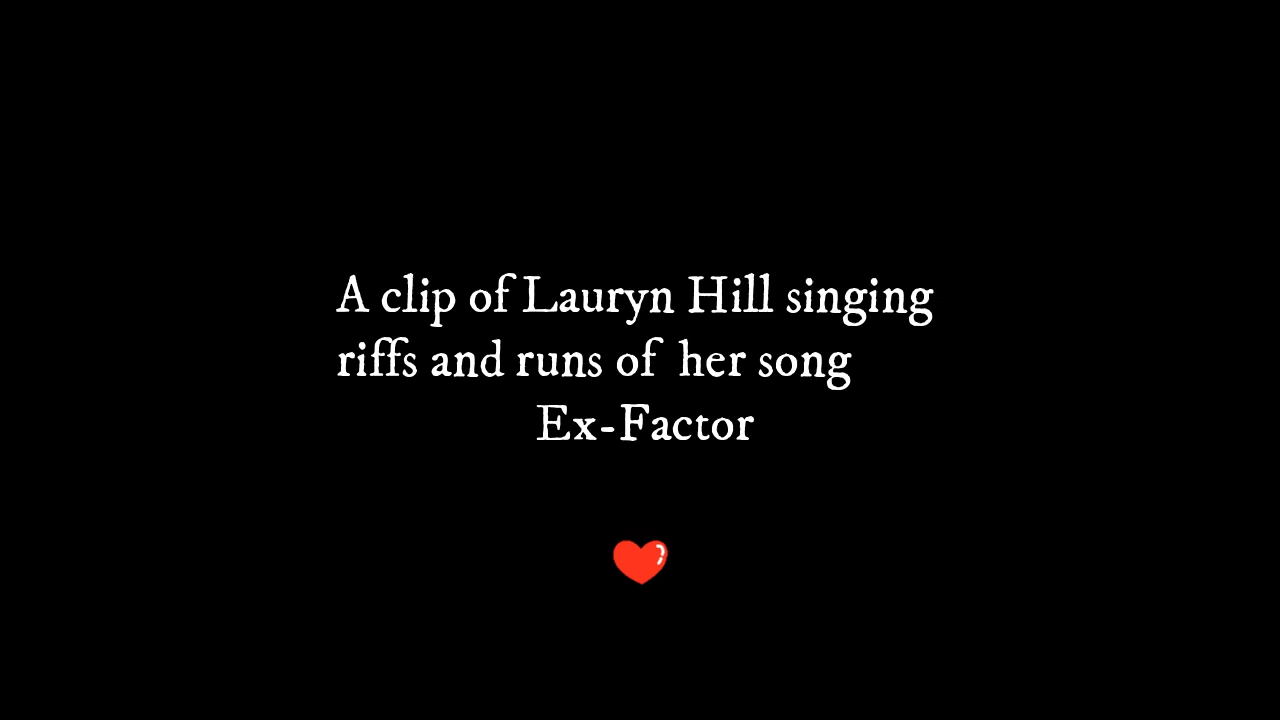 A clip of Lauryn Hill singing
riffs and runs of her song
Ex-Factor